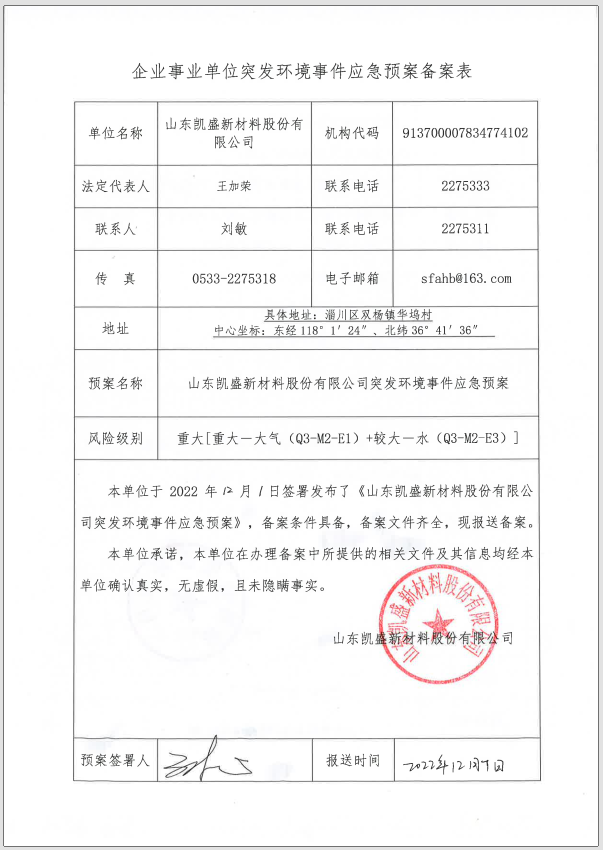 企业事业单位突发环境事件应急预案备案表
单位名称
山东凯盛新材料股份有
限公司
机构代码
913700007834774102
法定代表人
王加荣
联系电话
2275333
联系人
刘敏
联系电话
2275311
传 真
0533-2275318
电子邮箱
sfahb@163.com
地址
具体地址：淄川区双杨镇华坞村
中心坐标：东经118°1′24″、北纬36°41′36″
预案名称
山东凯盛新材料股份有限公司突发环境事件应急预案
风险级别
重大[重大—大气（Q3-M2-E1）+较大—水（Q3-M2-E3）]
本单位于 2022 年 12 月 1 日签署发布了《山东凯盛新材料股份有限公
司突发环境事件应急预案》，备案条件具备，备案文件齐全，现报送备案。
本单位承诺，本单位在办理备案中所提供的相关文件及其信息均经本
单位确认真实，无虚假，且未隐瞒事实。
山东凯盛新材料股份有限公司
山东凯盛新材料股份有限公司
预案签署人
报送时间
2022年12月 日